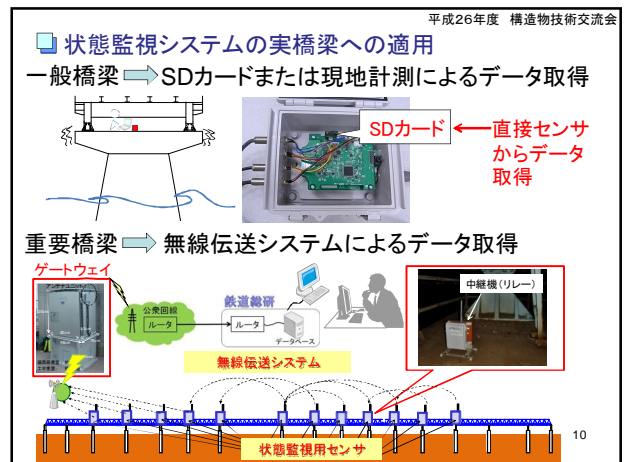 平成26年度 構造物技術交流会
状態監視システムの実橋梁への適用
一般橋梁 SDカードまたは現地計測によるデータ取得
SDカード
直接センサ
からデータ
取得
重要橋梁 無線伝送システムによるデータ取得
ゲートウェイ
公衆回線
ルータ
鉄道総研
ルータ
データベース
無線伝送システム
中継機(リレー)
状態監視用センサ
10